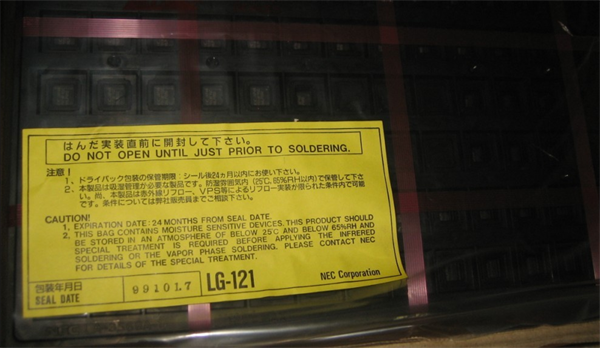 はんだ実装直前に開封して下さい。
DO NOT OPEN UNTIL JUST PRIOR TO SOLDERING.
注意!
1、ドライパック包装の保管期限:シール後24ヵ月以内にお使い下さい。
2、本製品は吸湿管理が必要な製品です。防湿雰囲気内(25℃、65%RH以内)で保管して下さ
い。尚、本製品は赤外線リフロー、VPS等によるリフロー実装が限られた条件内で可能
です。条件については弊社販売員までご相談下さい。
CAUTION!
1. EXPIRATION DATE: 24 MONTHS FROM SEAL DATE.
2. THIS BAG CONTAINS MOISTURE SENSITIVE DEVICES. THIS PRODUCT SHOULD
BE STORED IN AN ATMOSPHERE OF BELOW 25℃ AND BELOW 65%RH AND
SPECIAL TREATMENT IS REQUIRED BEFORE APPLYING THE INFRERED
SOLDERING OR THE VAPOR PHASE SOLDERING. PLEASE CONTACT NEC
FOR DETAILS OF THE SPECIAL TREATMENT.
包装年月日
SEAL DATE
99101.7
LG-121
NEC Corporation